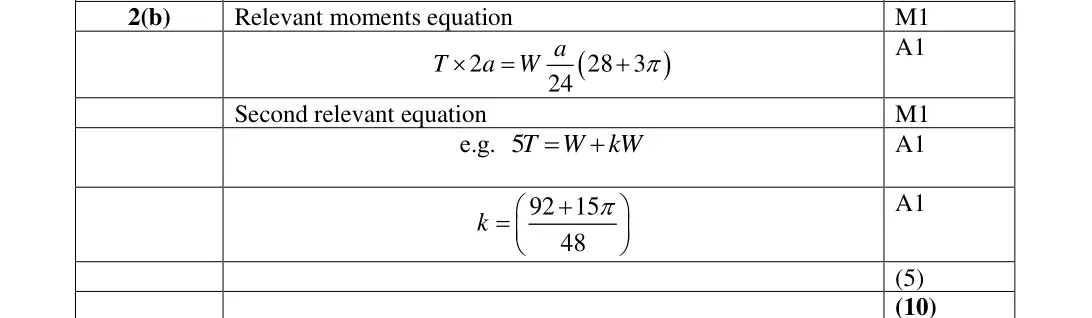 2(b) Relevant moments equation M1
T × 2a = W a/24 (28 + 3π) A1
Second relevant equation M1
e.g. 5T = W + kW A1
k = ( (92 + 15π) / 48 ) A1
(5)
(10)